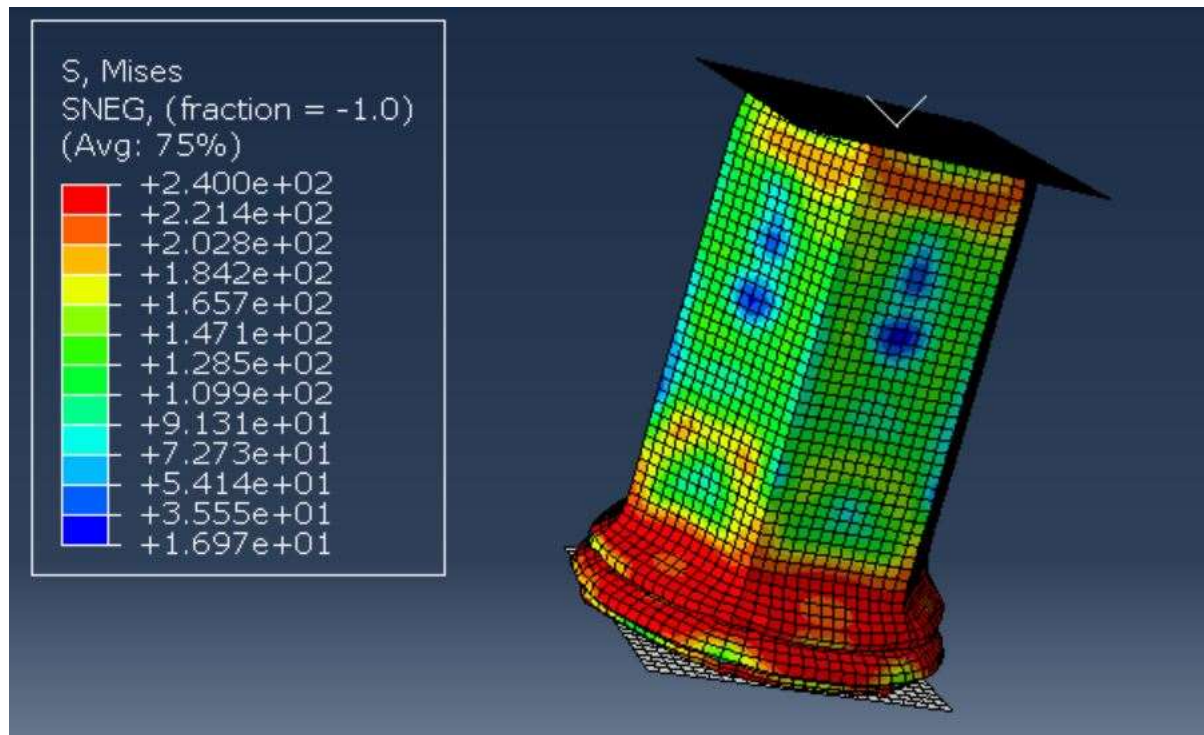 S, Mises
SNEG, (fraction = -1.0)
(Avg: 75%)
+2.400e+02
+2.214e+02
+2.028e+02
+1.842e+02
+1.657e+02
+1.471e+02
+1.285e+02
+1.099e+02
+9.131e+01
+7.273e+01
+5.414e+01
+3.555e+01
+1.697e+01